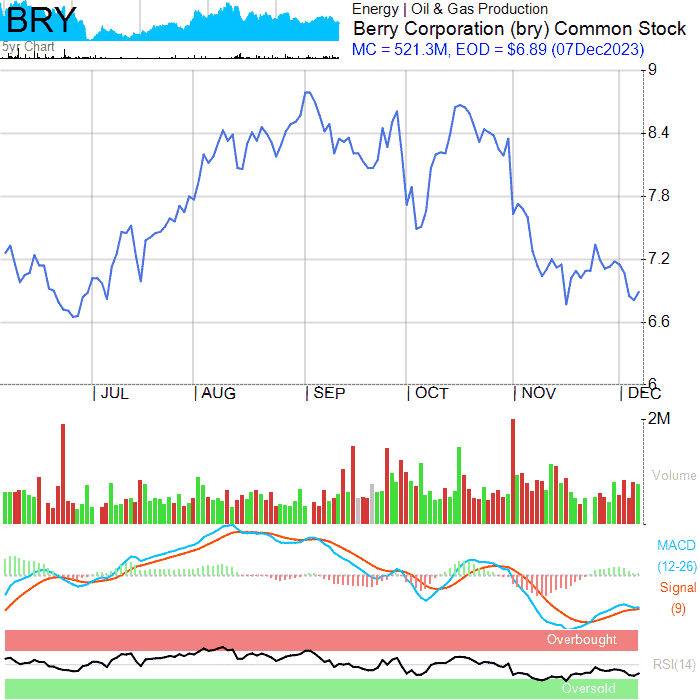 BRY
5yr Chart
Energy | Oil & Gas Production
Berry Corporation (bry) Common Stock
MC = 521.3M, EOD = $6.89 (07Dec2023)
9
8.4
7.8
7.2
6.6
6
JUL AUG SEP OCT NOV DEC
2M
Volume
MACD
(12-26)
Signal
(9)
Overbought
RSI(14)
Oversold